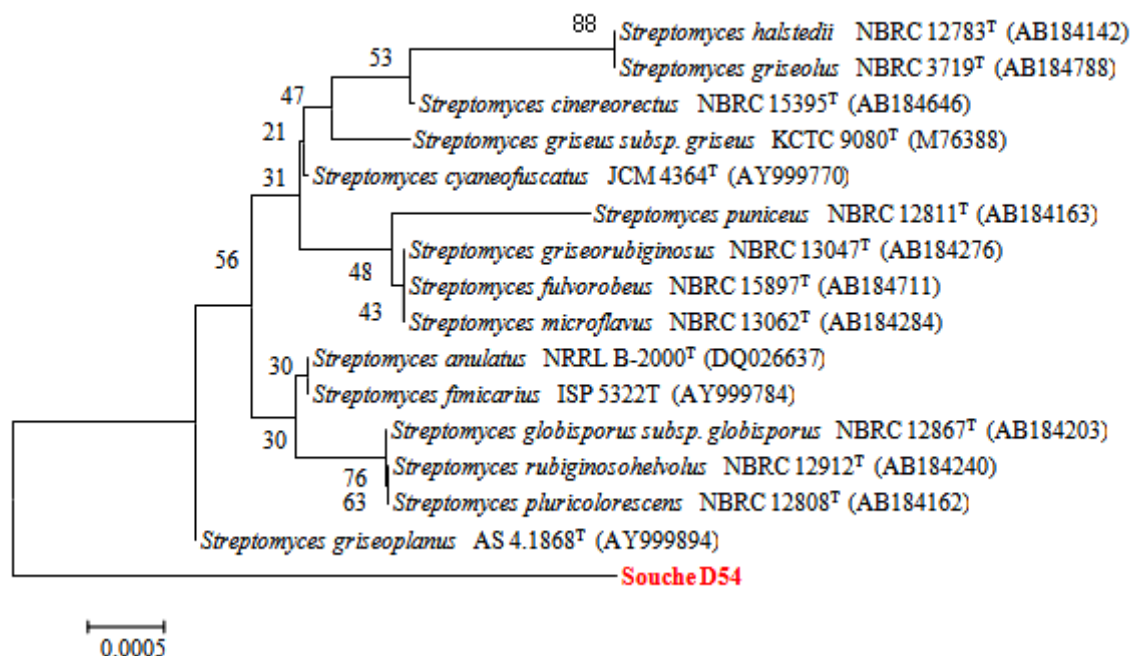 88
Streptomyces halstedii NBRC 12783ᵀ (AB184142)
53
Streptomyces griseolus NBRC 3719ᵀ (AB184788)
47
Streptomyces cinereorectus NBRC 15395ᵀ (AB184646)
21
Streptomyces griseus subsp. griseus KCTC 9080ᵀ (M76388)
31
Streptomyces cyaneofuscatus JCM 4364ᵀ (AY999770)
Streptomyces puniceus NBRC 12811ᵀ (AB184163)
56
Streptomyces griseorubiginosus NBRC 13047ᵀ (AB184276)
48
Streptomyces fulvorobeus NBRC 15897ᵀ (AB184711)
43
Streptomyces microflavus NBRC 13062ᵀ (AB184284)
Streptomyces anulatus NRRL B-2000ᵀ (DQ026637)
30
Streptomyces fimicarius ISP 5322T (AY999784)
30
Streptomyces globisporus subsp. globisporus NBRC 12867ᵀ (AB184203)
76
Streptomyces rubiginosohelvolus NBRC 12912ᵀ (AB184240)
63
Streptomyces pluricolorescens NBRC 12808ᵀ (AB184162)
Streptomyces griseoplanus AS 4.1868ᵀ (AY999894)
Souche D54
0.0005